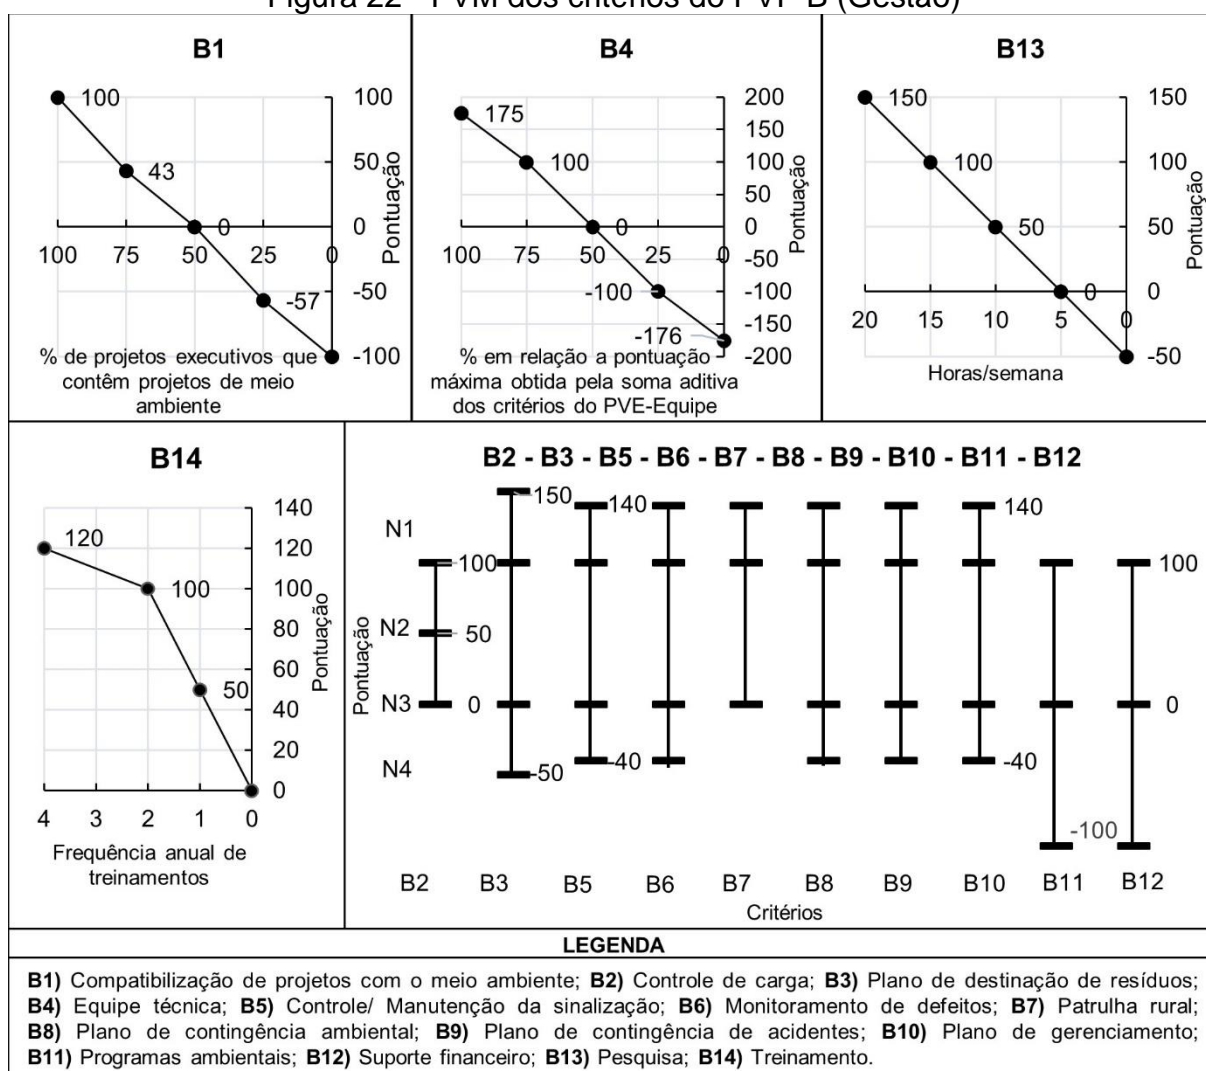 Figura 22 - PVM dos critérios do PVF B (Gestão)
B1
100
43
0
-57
100
50
0
-50
-100
Pontuação
100 75 50 25 0
% de projetos executivos que
contêm projetos de meio
ambiente
B4
175
100
0
-100
-176
200
150
100
50
0
-50
-100
-150
-200
Pontuação
100 75 50 25 0
% em relação a pontuação
máxima obtida pela soma aditiva
dos critérios do PVE-Equipe
B13
150
100
50
0
150
100
50
0
-50
Pontuação
20 15 10 5 0
Horas/semana
B14
120
100
50
140
120
100
80
60
40
20
0
Pontuação
4 3 2 1 0
Frequência anual de
treinamentos
B2 - B3 - B5 - B6 - B7 - B8 - B9 - B10 - B11 - B12
Pontuação
N1
150 140 140
100 100
N2 50
N3 0 0
N4 -50 -40 -40
-100
B2 B3 B5 B6 B7 B8 B9 B10 B11 B12
Critérios
LEGENDA
B1) Compatibilização de projetos com o meio ambiente; B2) Controle de carga; B3) Plano de destinação de resíduos;
B4) Equipe técnica; B5) Controle/ Manutenção da sinalização; B6) Monitoramento de defeitos; B7) Patrulha rural;
B8) Plano de contingência ambiental; B9) Plano de contingência de acidentes; B10) Plano de gerenciamento;
B11) Programas ambientais; B12) Suporte financeiro; B13) Pesquisa; B14) Treinamento.